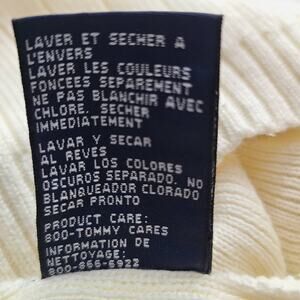 LAVER ET SECHER A
L'ENVERS
LAVER LES COULEURS
FONCEES SEPAREMENT
NE PAS BLANCHIR AVEC
CHLORE. SECHER
IMMEDIATEMENT
LAVAR Y SECAR
AL REVES
LAVAR LOS COLORES
OSCUROS SEPARADO. NO
BLANQUEADOR CLORADO
SECAR PRONTO
PRODUCT CARE:
800-TOMMY CARES
INFORMACION DE
NETTOYAGE:
800-866-6922